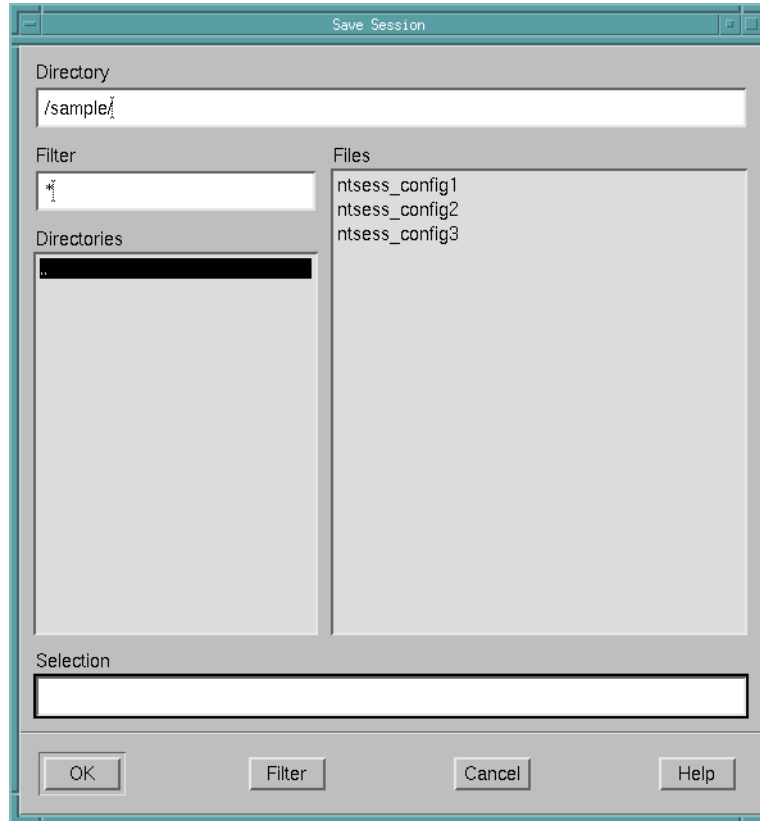 Save Session
Directory
/sample/
Filter
*
Files
ntsess_config1
ntsess_config2
ntsess_config3
Directories
..
Selection
OK
Filter
Cancel
Help